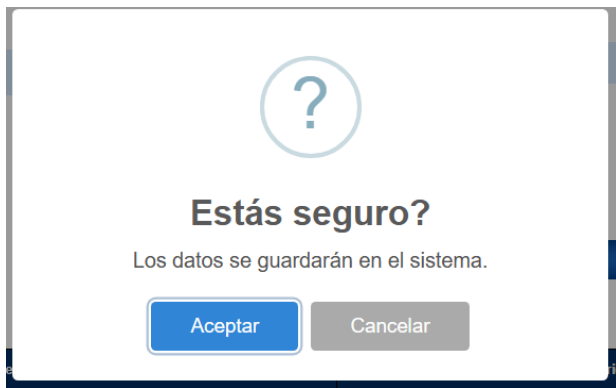 ?
Estás seguro?
Los datos se guardarán en el sistema.
Aceptar
Cancelar